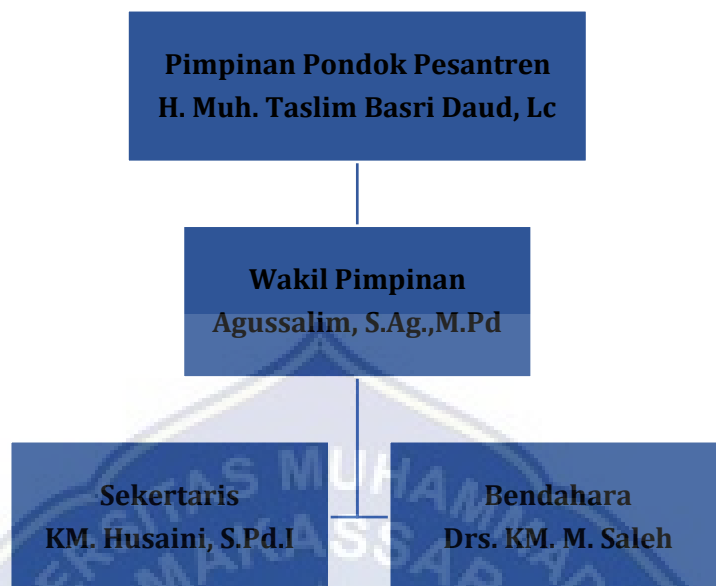 Pimpinan Pondok Pesantren
H. Muh. Taslim Basri Daud, Lc
Wakil Pimpinan
Agussalim, S.Ag.,M.Pd
Sekertaris
KM. Husaini, S.Pd.I
Bendahara
Drs. KM. M. Saleh